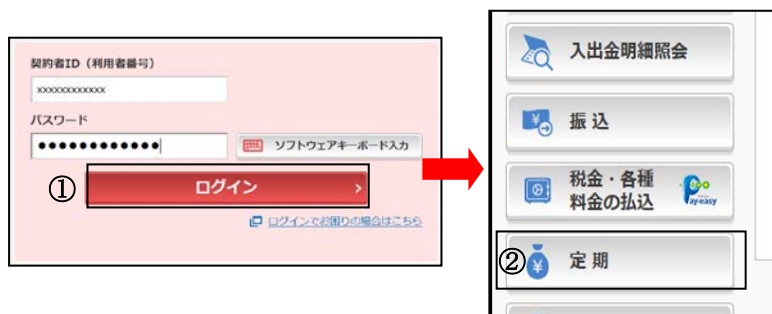 契約者ID（利用者番号）
xxxxxxxxxxxx
パスワード
●●●●●●●●●●●●
ソフトウェアキーボード入力
①
ログイン
ログインでお困りの場合はこちら
入出金明細照会
振込
税金・各種
料金の払込
Pay-easy
②
定期